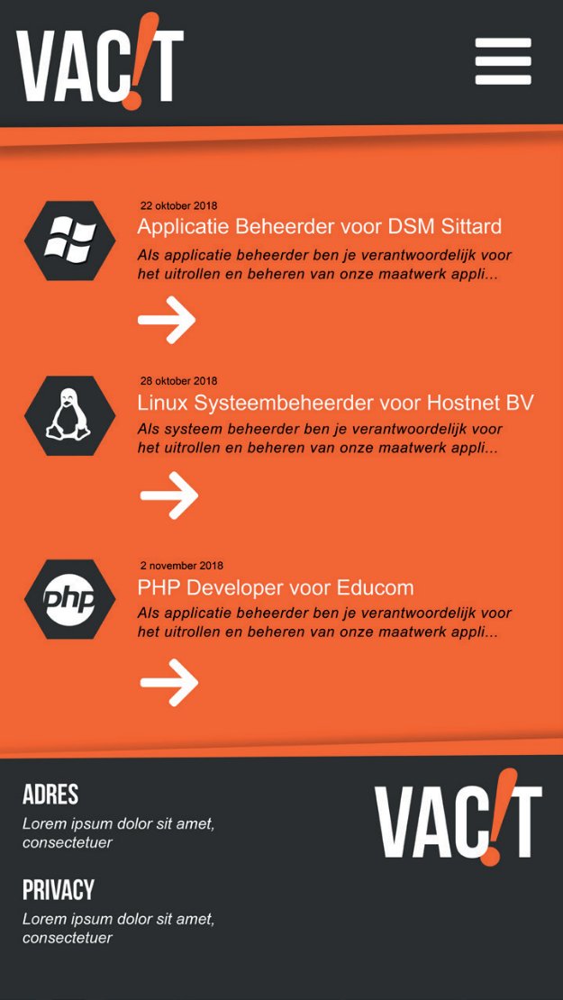 VAC!T
22 oktober 2018
Applicatie Beheerder voor DSM Sittard
Als applicatie beheerder ben je verantwoordelijk voor
het uitrollen en beheren van onze maatwerk appli...
28 oktober 2018
Linux Systeembeheerder voor Hostnet BV
Als systeem beheerder ben je verantwoordelijk voor
het uitrollen en beheren van onze maatwerk appli...
2 november 2018
php
PHP Developer voor Educom
Als applicatie beheerder ben je verantwoordelijk voor
het uitrollen en beheren van onze maatwerk appli...
ADRES
Lorem ipsum dolor sit amet,
consectetuer
VAC!T
PRIVACY
Lorem ipsum dolor sit amet,
consectetuer